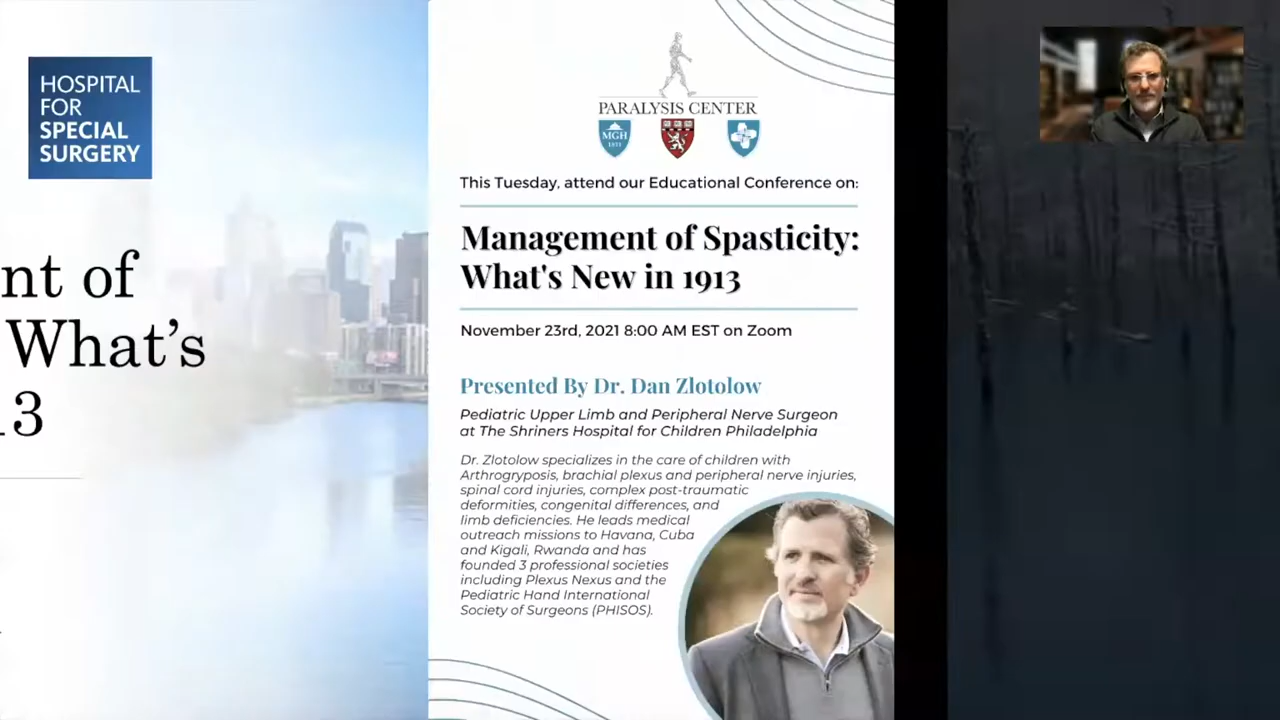 HOSPITAL
FOR
SPECIAL
SURGERY
nt of
What's
3
PARALYSIS CENTER
MGH
1811
This Tuesday, attend our Educational Conference on:
Management of Spasticity:
What's New in 1913
November 23rd, 2021 8:00 AM EST on Zoom
Presented By Dr. Dan Zlotolow
Pediatric Upper Limb and Peripheral Nerve Surgeon
at The Shriners Hospital for Children Philadelphia
Dr. Zlotolow specializes in the care of children with
Arthrogryposis, brachial plexus and peripheral nerve injuries,
spinal cord injuries, complex post-traumatic
deformities, congenital differences, and
limb deficiencies. He leads medical
outreach missions to Havana, Cuba
and Kigali, Rwanda and has
founded 3 professional societies
including Plexus Nexus and the
Pediatric Hand International
Society of Surgeons (PHISOS).